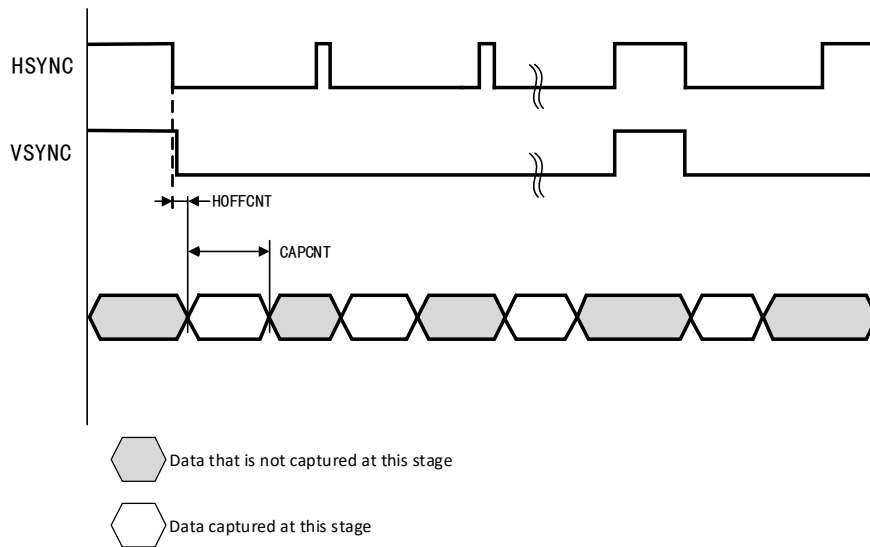 HSYNC
VSYNC
HOFFCNT
CAPCNT
Data that is not captured at this stage
Data captured at this stage